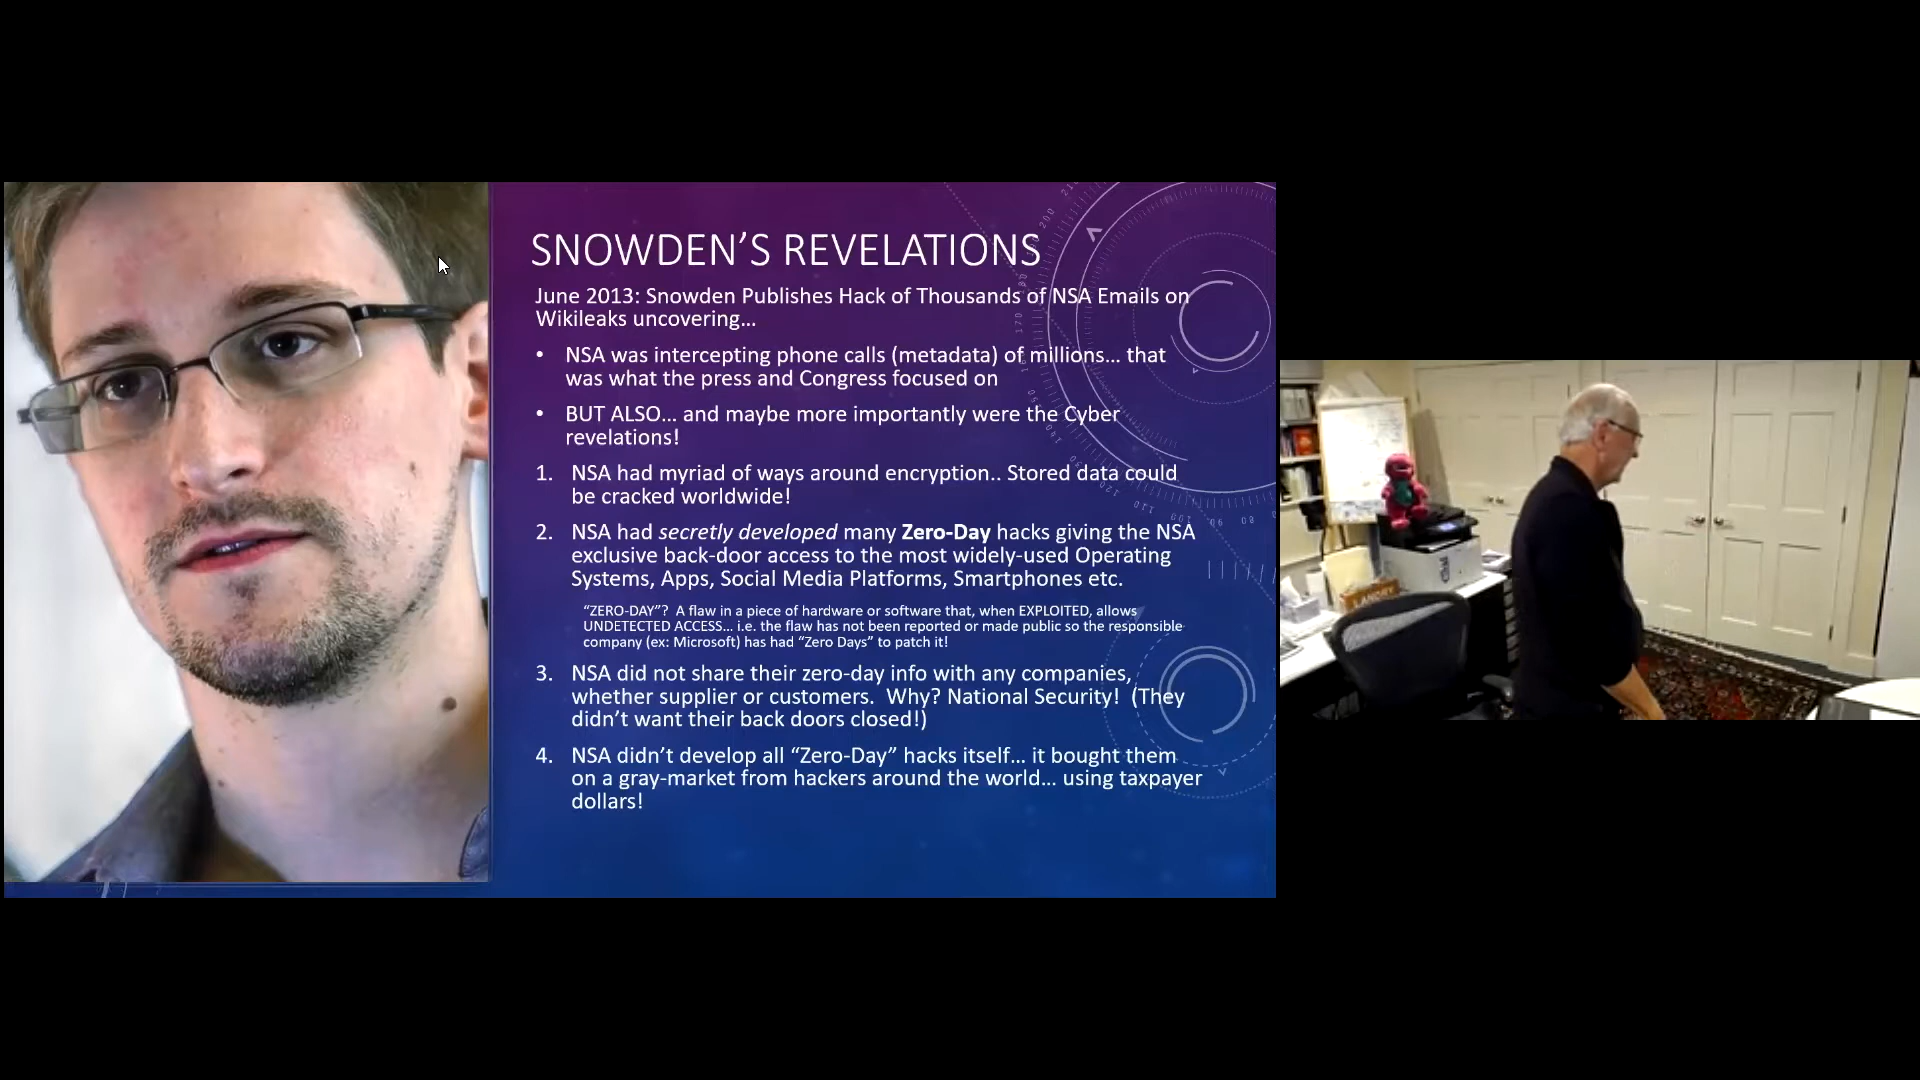 SNOWDEN’S REVELATIONS
June 2013: Snowden Publishes Hack of Thousands of NSA Emails on
Wikileaks uncovering…
• NSA was intercepting phone calls (metadata) of millions… that
was what the press and Congress focused on
• BUT ALSO… and maybe more importantly were the Cyber
revelations!
1. NSA had myriad of ways around encryption.. Stored data could
be cracked worldwide!
2. NSA had secretly developed many Zero-Day hacks giving the NSA
exclusive back-door access to the most widely-used Operating
Systems, Apps, Social Media Platforms, Smartphones etc.
“ZERO-DAY”? A flaw in a piece of hardware or software that, when EXPLOITED, allows
UNDETECTED ACCESS… i.e. the flaw has not been reported or made public so the responsible
company (ex: Microsoft) has had “Zero Days” to patch it!
3. NSA did not share their zero-day info with any companies,
whether supplier or customers. Why? National Security! (They
didn’t want their back doors closed!)
4. NSA didn’t develop all “Zero-Day” hacks itself… it bought them
on a gray-market from hackers around the world… using taxpayer
dollars!
LANDRY